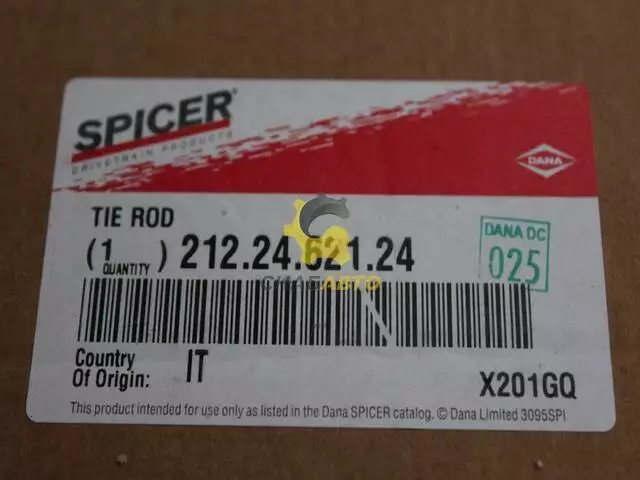 SPICER®
DRIVETRAIN PRODUCTS
DANA
TIE ROD
(1) 212.24.621.24
QUANTITY
DANA DC
025
СНАБАВТО
Country
Of Origin: IT
X201GQ
This product intended for use only as listed in the Dana SPICER catalog. © Dana Limited 3095SPI